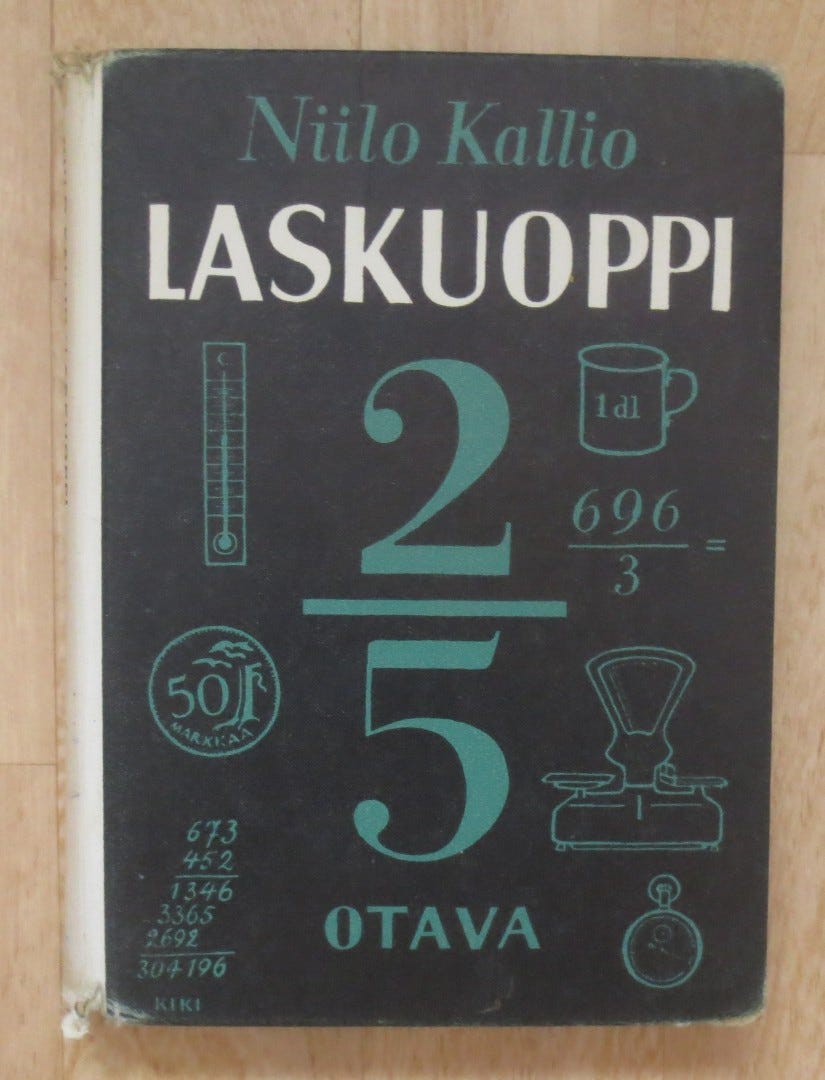 Niilo Kallio
LASKUOPPI
C
2
5
1 dl
696
3
=
50
MARKKAA
673
452
1346
3365
2692
304196
OTAVA
KIKI